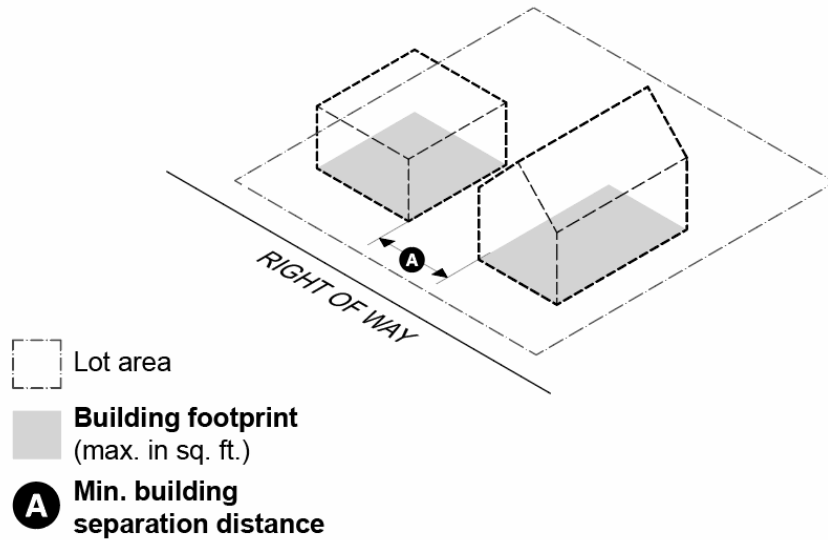 A
RIGHT OF WAY
Lot area
Building footprint
(max. in sq. ft.)
A Min. building
separation distance